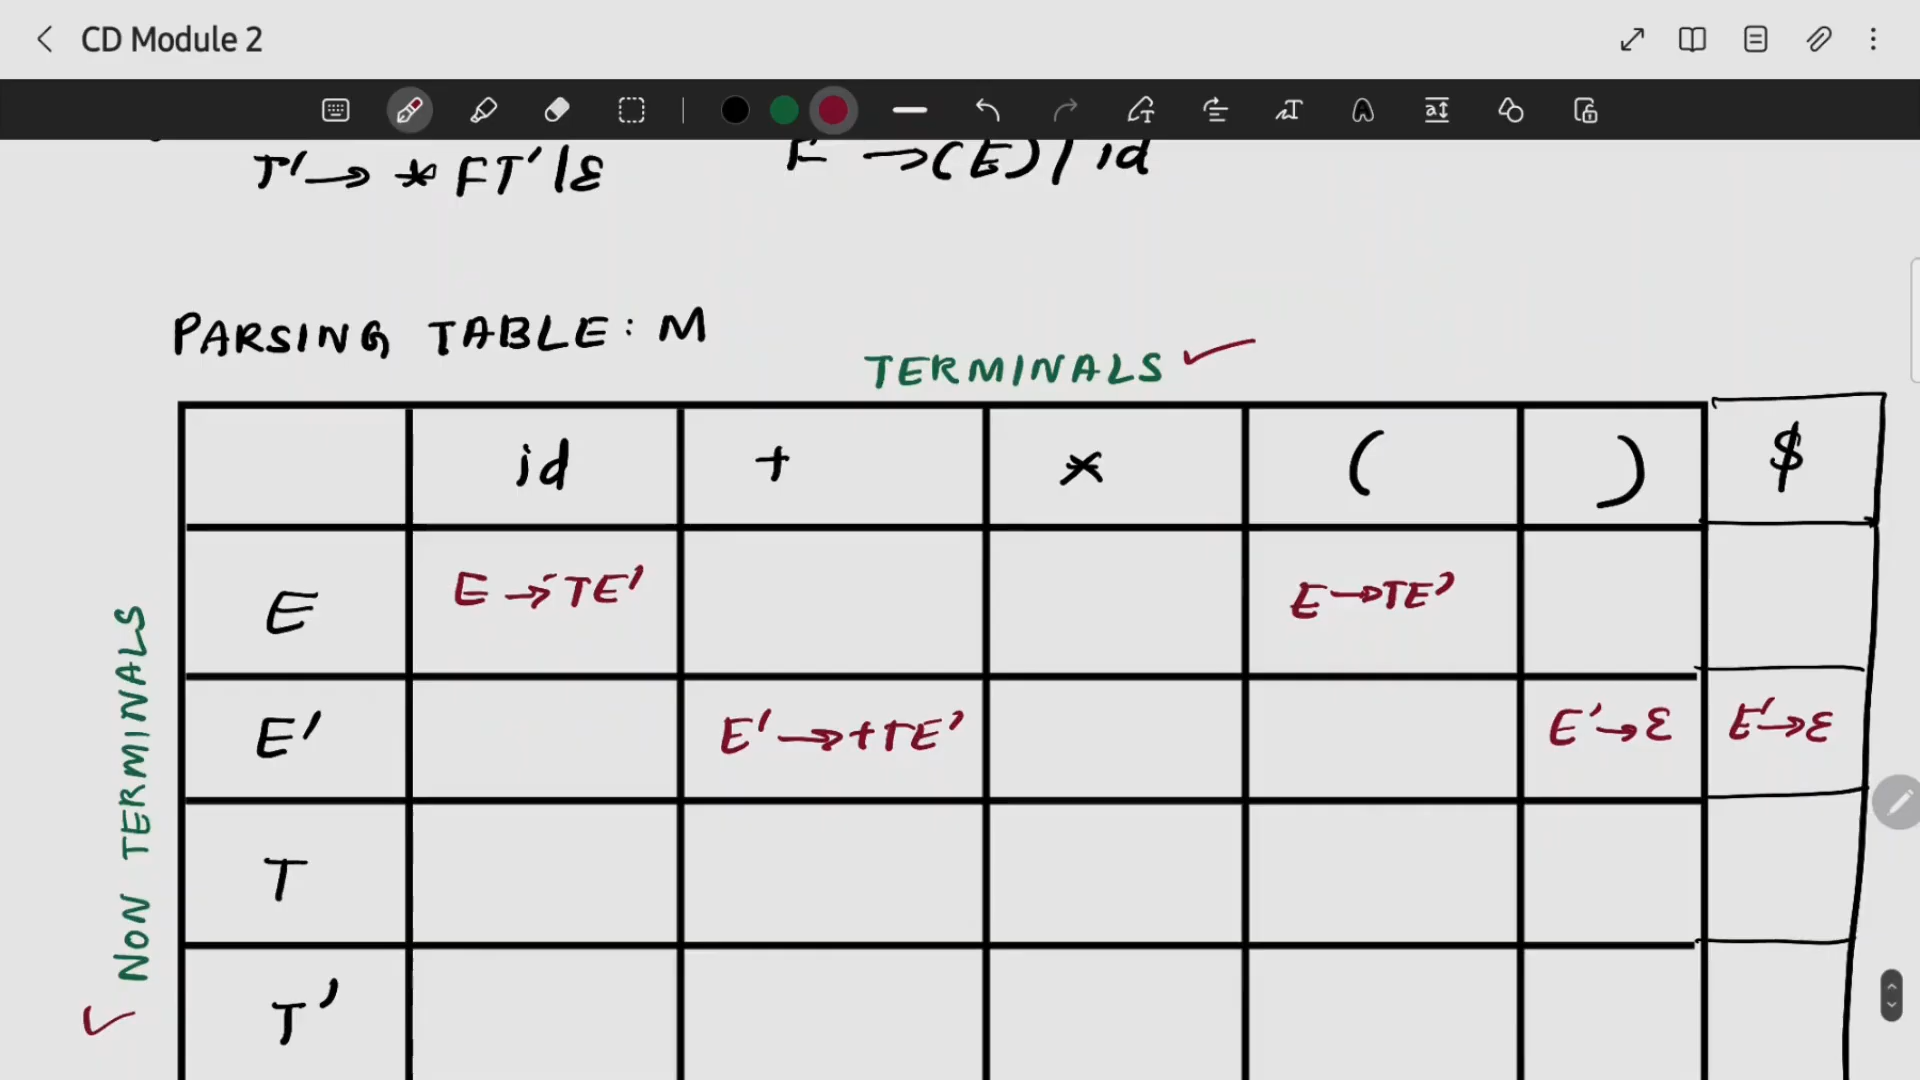 CD Module 2
T' → * FT' | ε
F → (E) | id
PARSING TABLE : M
TERMINALS
id + * ( ) $
E E → TE' E → TE'
E' E' → +TE' E' → ε E' → ε
T
T'
NON TERMINALS